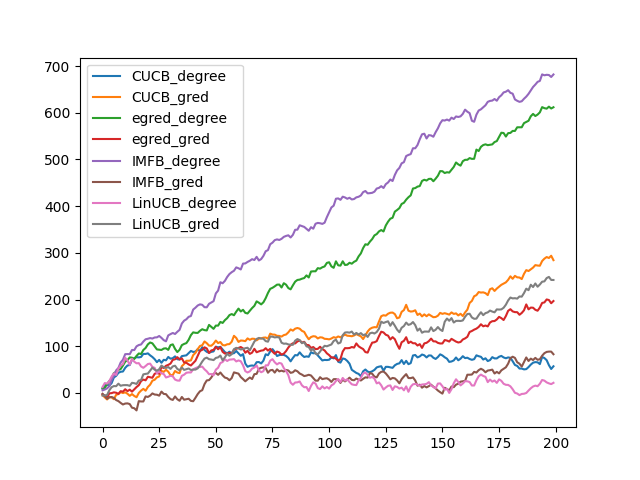 700
600
500
400
300
200
100
0
CUCB_degree
CUCB_gred
egred_degree
egred_gred
IMFB_degree
IMFB_gred
LinUCB_degree
LinUCB_gred
0 25 50 75 100 125 150 175 200